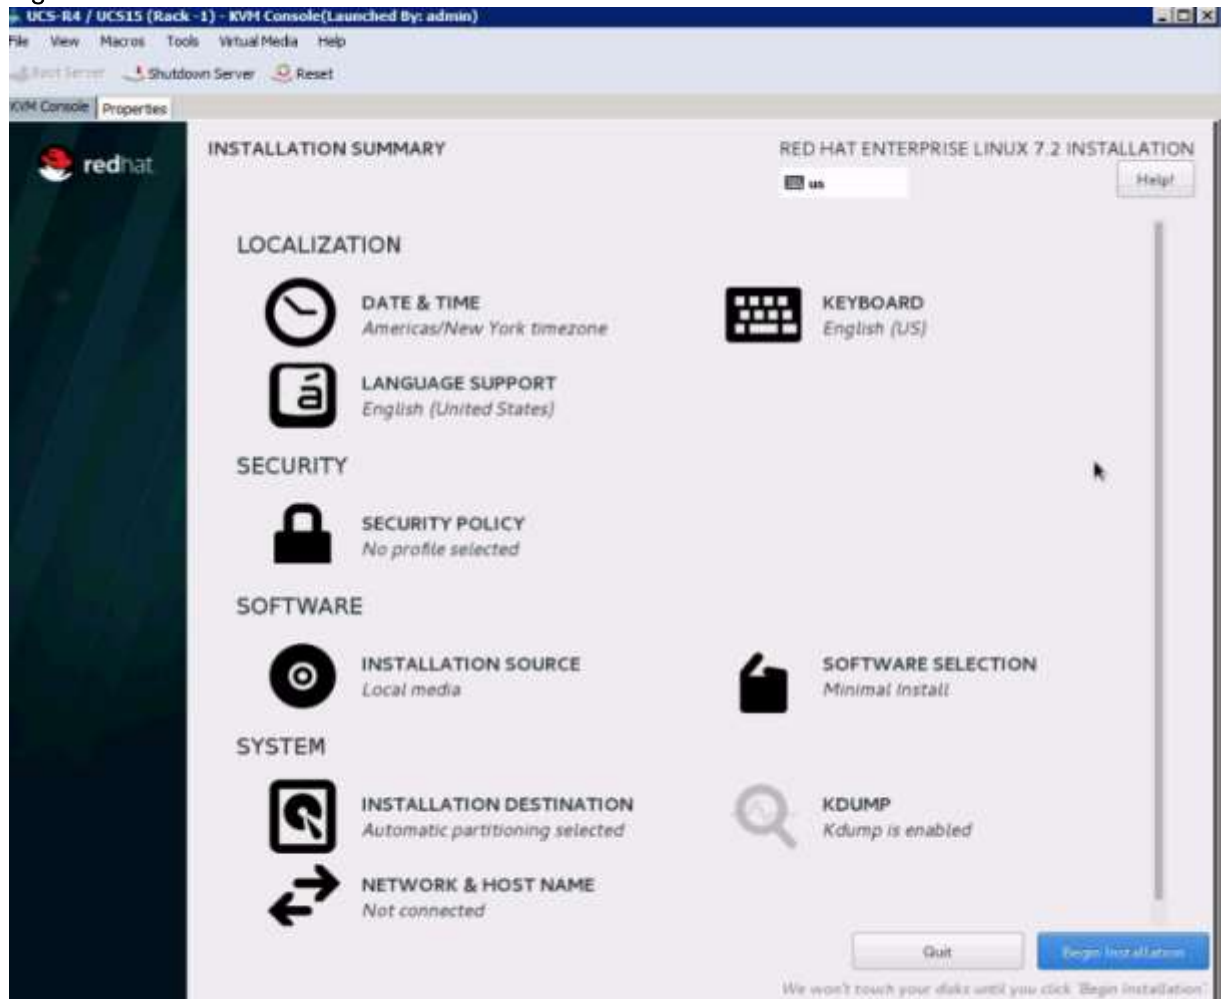 UCS-R4 / UCS15 (Rack -1) - KVM Console(Launched By: admin)
File View Macros Tools Virtual Media Help
Boot Server Shutdown Server Reset
KVM Console Properties
redhat
INSTALLATION SUMMARY
RED HAT ENTERPRISE LINUX 7.2 INSTALLATION
us
Help!
LOCALIZATION
DATE & TIME
Americas/New York timezone
KEYBOARD
English (US)
LANGUAGE SUPPORT
English (United States)
SECURITY
SECURITY POLICY
No profile selected
SOFTWARE
INSTALLATION SOURCE
Local media
SOFTWARE SELECTION
Minimal Install
SYSTEM
INSTALLATION DESTINATION
Automatic partitioning selected
KDUMP
Kdump is enabled
NETWORK & HOST NAME
Not connected
Quit
Begin Installation
We won't touch your disks until you click 'Begin Installation'